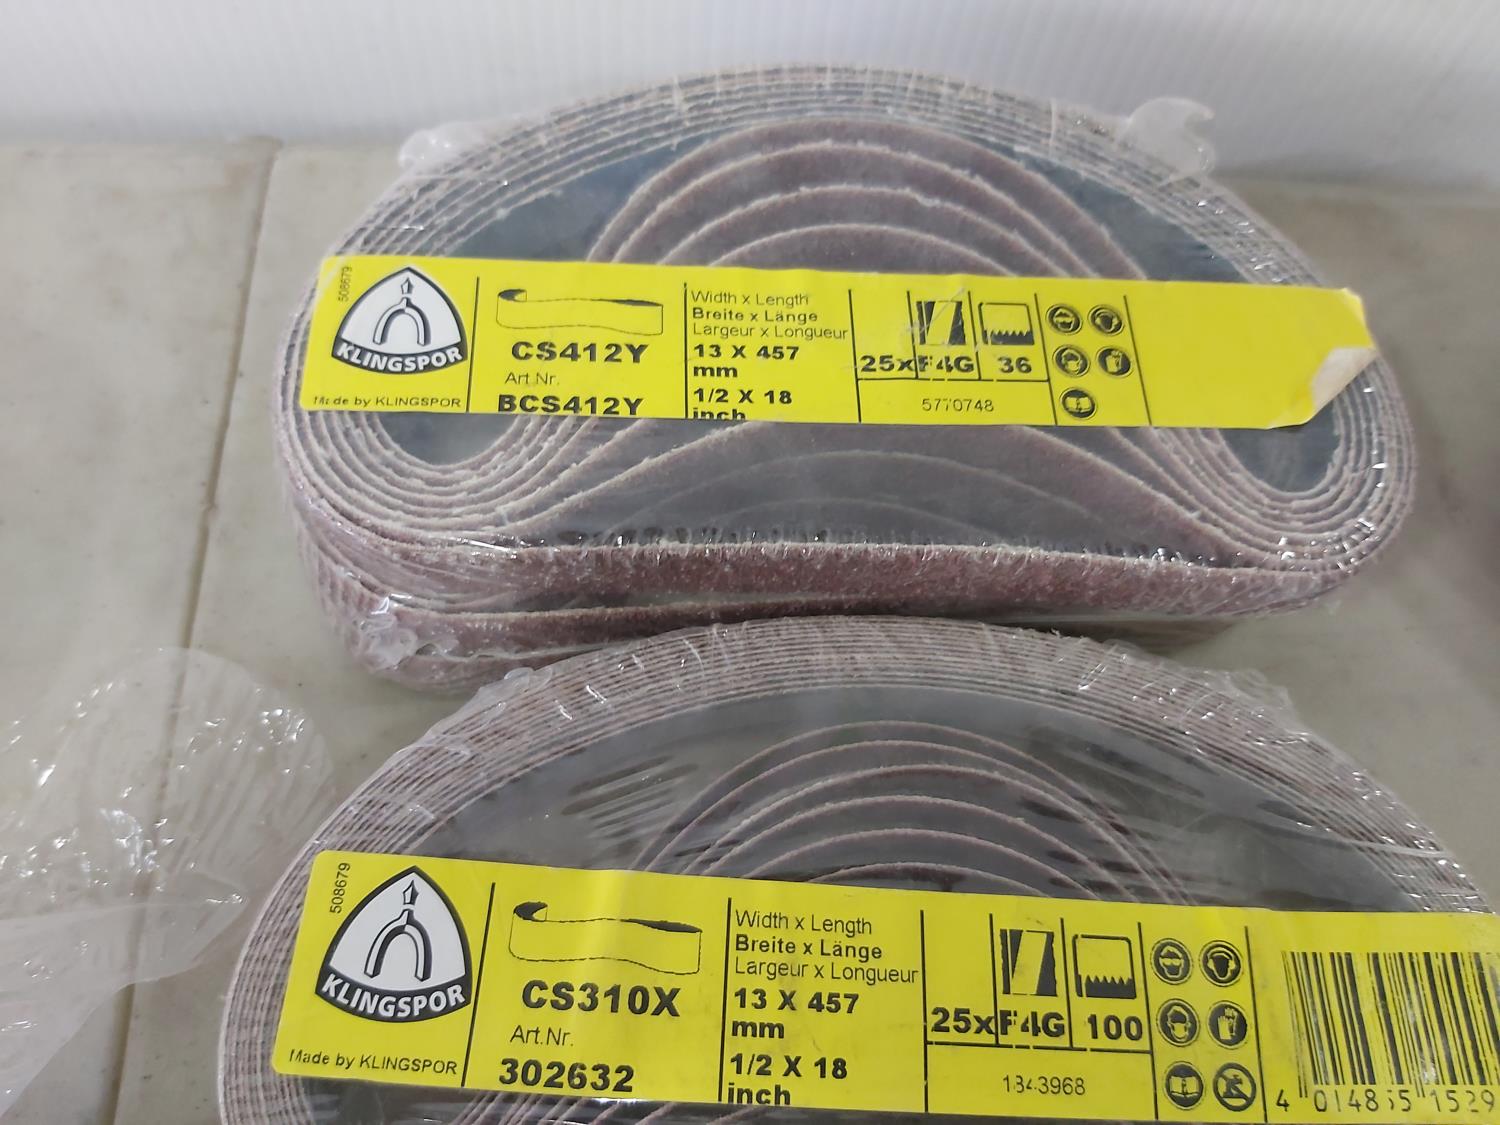 508679
KLINGSPOR
Made by KLINGSPOR
CS412Y
Art.Nr.
BCS412Y
Width x Length
Breite x Länge
Largeur x Longueur
13 X 457
mm
1/2 X 18
inch
25x F4G 36
5770748
508679
KLINGSPOR
Made by KLINGSPOR
CS310X
Art.Nr.
302632
Width x Length
Breite x Länge
Largeur x Longueur
13 X 457
mm
1/2 X 18
inch
25x F4G 100
1843968